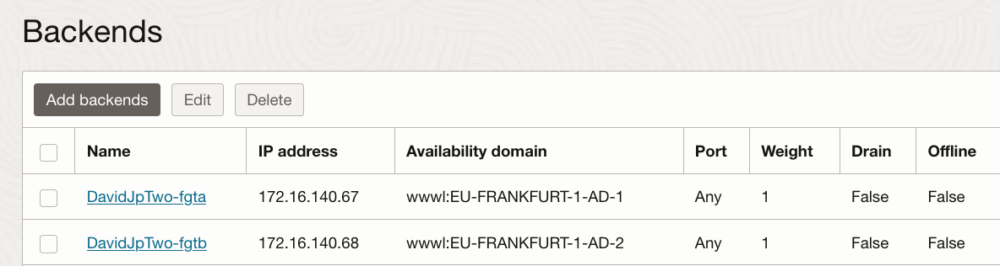 Backends
Add backends Edit Delete
Name IP address Availability domain Port Weight Drain Offline
DavidJpTwo-fgta 172.16.140.67 wwwl:EU-FRANKFURT-1-AD-1 Any 1 False False
DavidJpTwo-fgtb 172.16.140.68 wwwl:EU-FRANKFURT-1-AD-2 Any 1 False False